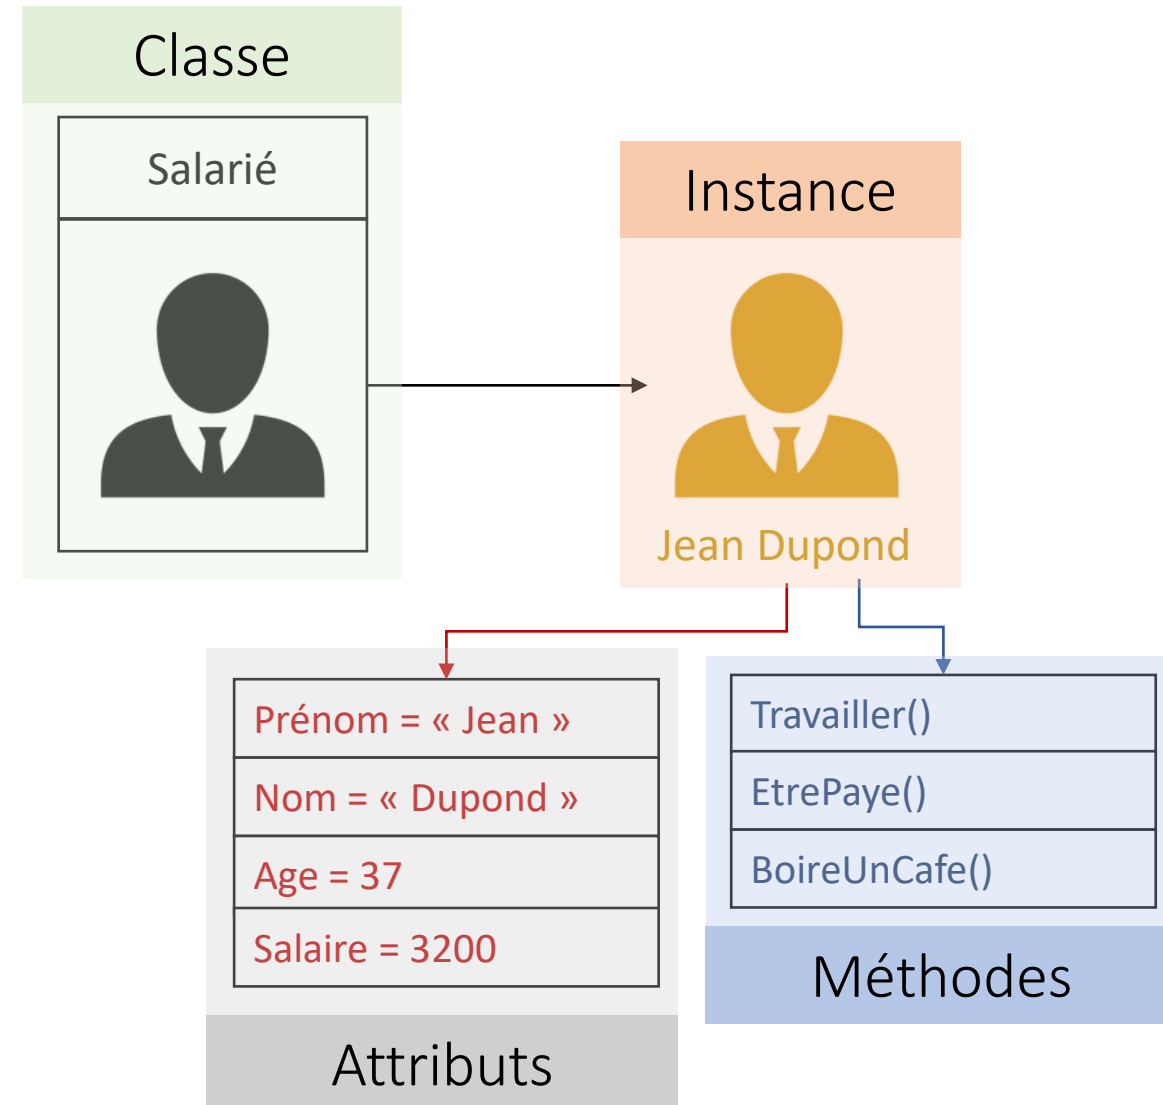 Classe
Salarié
Instance
Jean Dupond
Prénom = « Jean »
Nom = « Dupond »
Age = 37
Salaire = 3200
Attributs
Travailler()
EtrePaye()
BoireUnCafe()
Méthodes